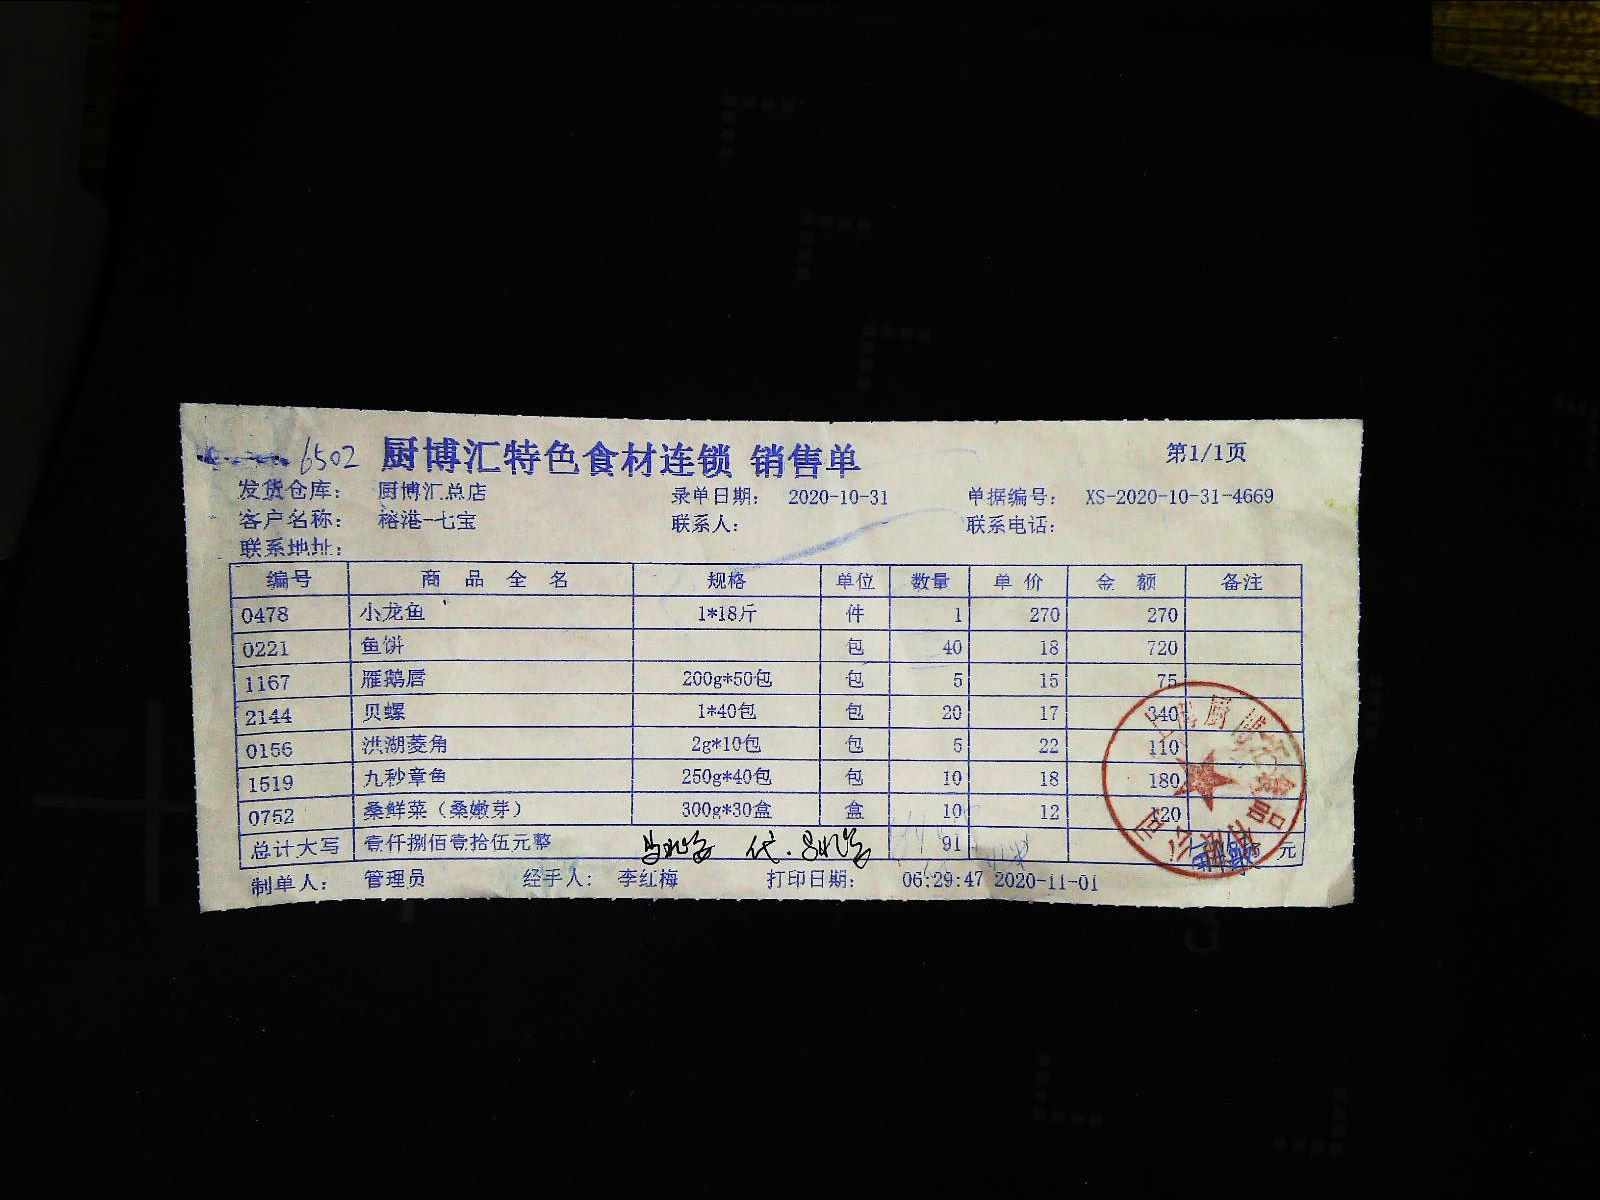 6502 厨博汇特色食材连锁 销售单 第1/1页
发货仓库： 厨博汇总店 录单日期： 2020-10-31 单据编号： XS-2020-10-31-4669
客户名称： 榕港-七宝 联系人： 联系电话：
联系地址：
编号 商品全名 规格 单位 数量 单价 金额 备注
0478 小龙鱼 1*18斤 件 1 270 270
0221 鱼饼 包 40 18 720
1167 雁鹅唇 200g*50包 包 5 15 75
2144 贝螺 1*40包 包 20 17 340
0156 洪湖菱角 2g*10包 包 5 22 110
1519 九秒章鱼 250g*40包 包 10 18 180
0752 桑鲜菜（桑嫩芽） 300g*30盒 盒 10 12 120
总计大写 壹仟捌佰壹拾伍元整 91 元
制单人： 管理员 经手人： 李红梅 打印日期： 06:29:47 2020-11-01